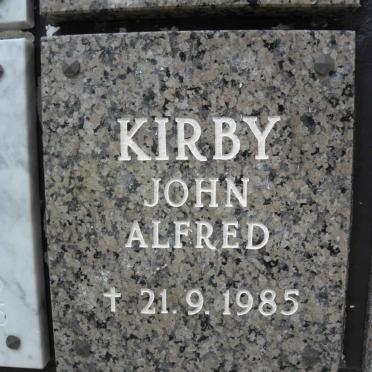 KIRBY
JOHN
ALFRED
✝ 21.9.1985